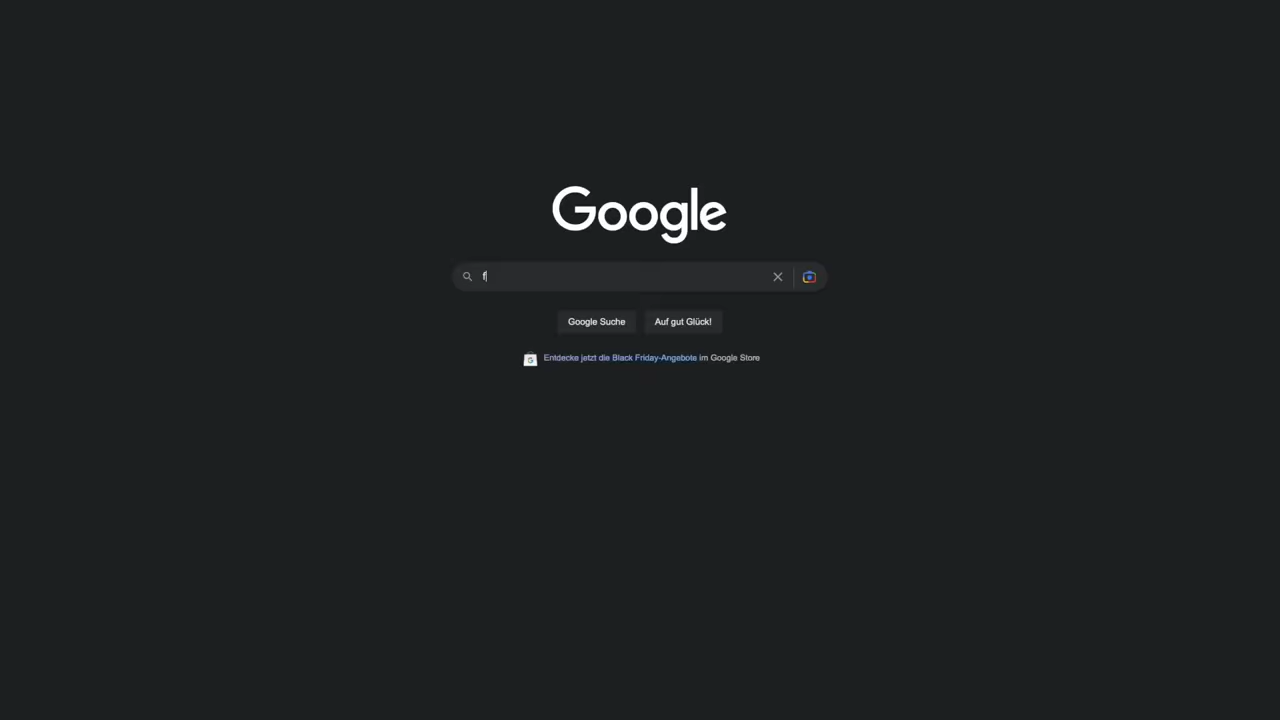 Google
f
Google Suche
Auf gut Glück!
Entdecke jetzt die Black Friday-Angebote im Google Store